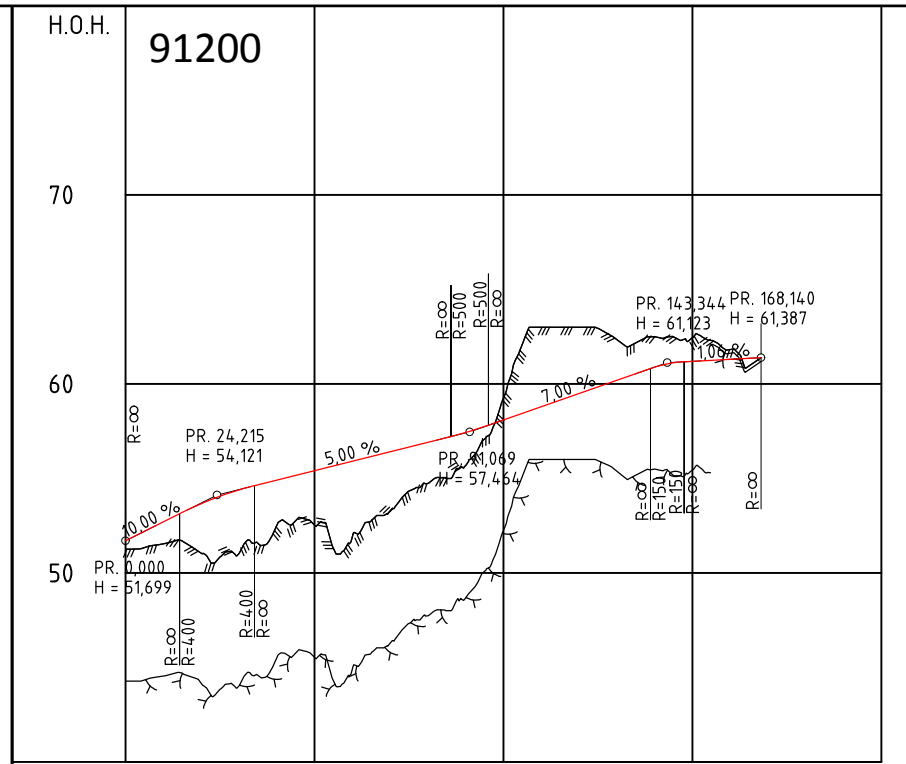 H.O.H.
91200
70
R=∞
R=500
R=500
R=∞
PR. 143,344
H = 61,123
PR. 168,140
H = 61,387
1,06 %
60
7,00 %
R=∞
PR. 24,215
H = 54,121
5,00 %
PR. 91,069
H = 57,464
R=∞
R=150
R=150
R=∞
R=∞
10,00 %
50
PR. 0,000
H = 51,699
R=∞
R=400
R=400
R=∞